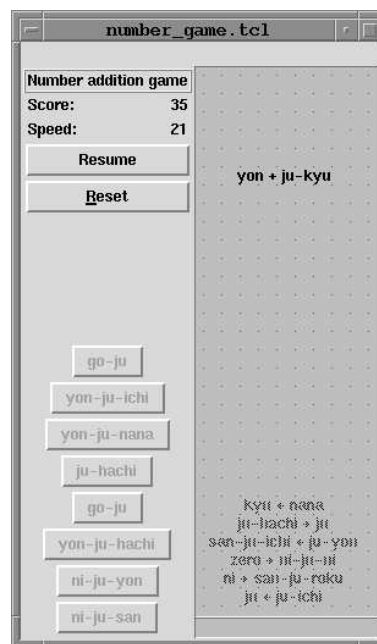 number_game.tcl
Number addition game
Score: 35
Speed: 21
Resume
Reset
yon + ju-kyu
go-ju
yon-ju-ichi
yon-ju-nana
ju-hachi
go-ju
yon-ju-hachi
ni-ju-yon
ni-ju-san
kyu + nana
ju-hachi + ju
san-ju-ichi + ju-yon
zero + ni-ju-ni
ni + san-ju-roku
ju + ju-ichi